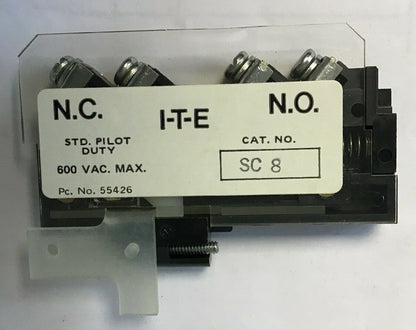 N.C. I-T-E N.O.
STD. PILOT
DUTY
CAT. NO.
600 VAC. MAX.
SC 8
Pc. No. 55426